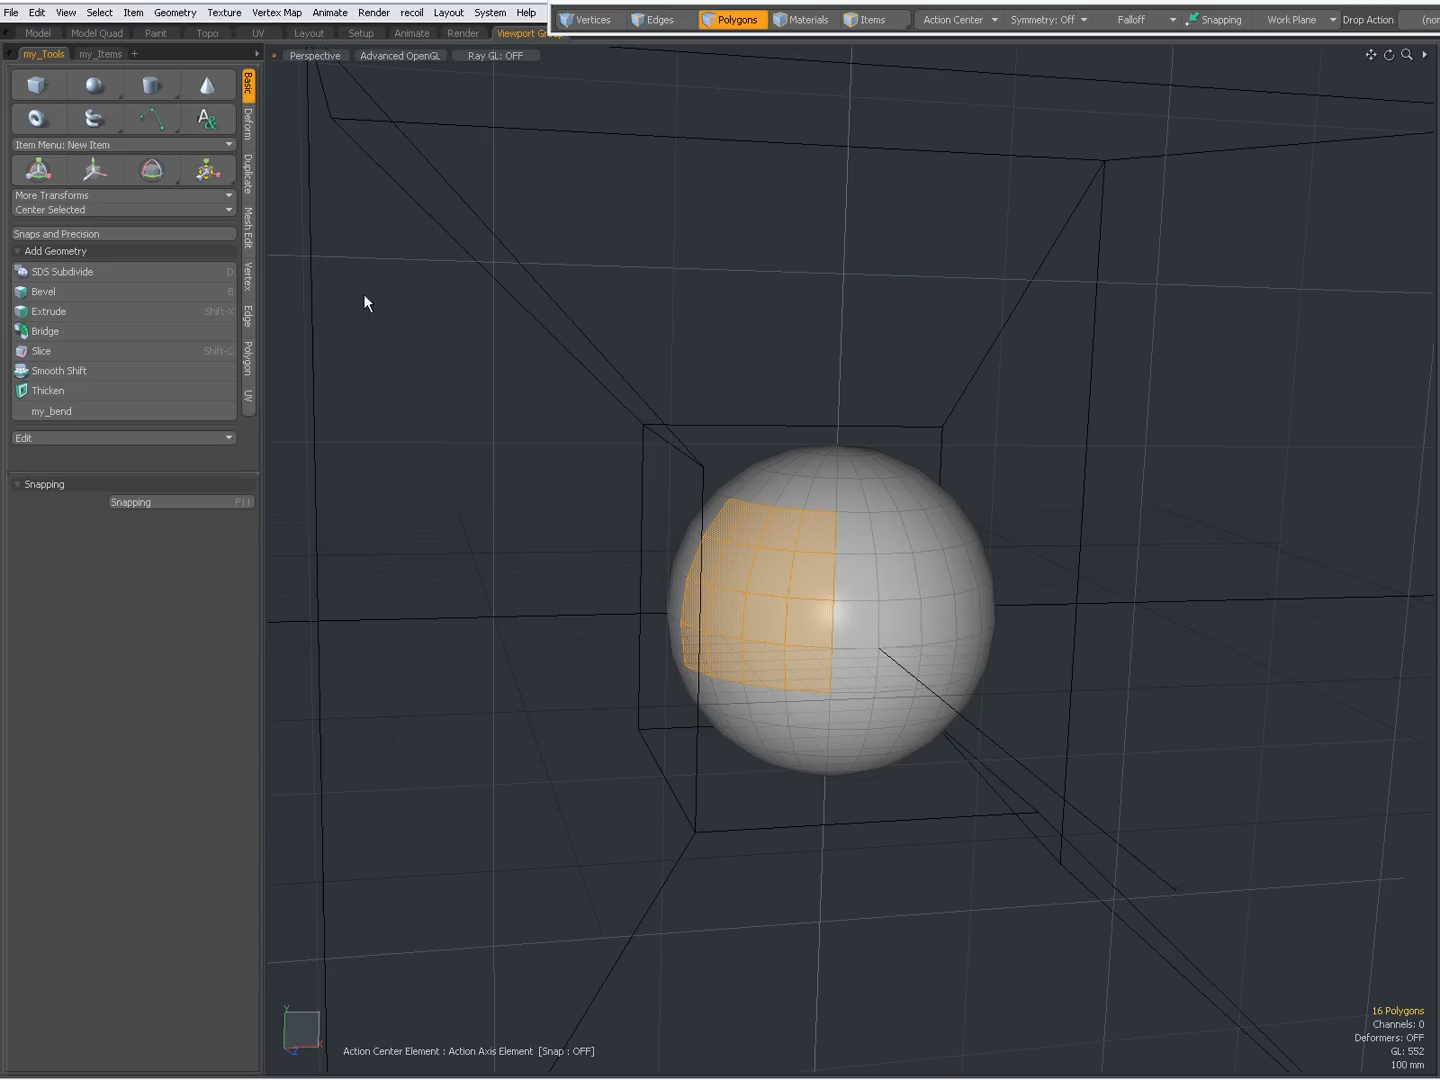 File Edit View Select Item Geometry Texture Vertex Map Animate Render recoil Layout System Help
Vertices Edges Polygons Materials Items Action Center Symmetry: Off Falloff Snapping Work Plane Drop Action (nor
Model Model Quad Paint Topo UV Layout Setup Animate Render Viewport Gr
my_Tools my_Items +
Perspective Advanced OpenGL Ray GL: OFF
Basic
Deform
Duplicate
Mesh Edit
Vertex
Edge
Polygon
UV
Item Menu: New Item
More Transforms
Center Selected
Snaps and Precision
Add Geometry
SDS Subdivide D
Bevel B
Extrude Shift-X
Bridge
Slice Shift-C
Smooth Shift
Thicken
my_bend
Edit
Snapping
Snapping F11
Y
X
Z
Action Center Element : Action Axis Element [Snap : OFF]
16 Polygons
Channels: 0
Deformers: OFF
GL: 552
100 mm